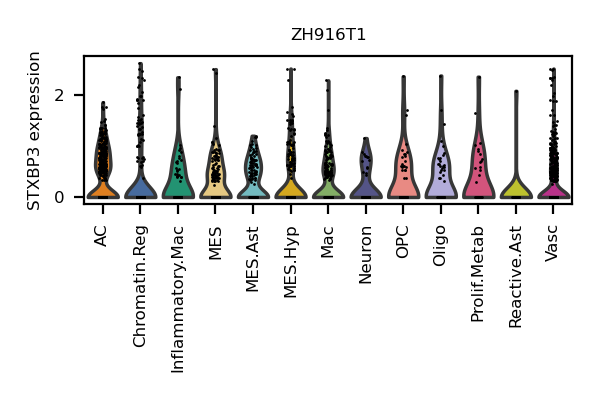 ZH916T1
STXBP3 expression
2
0
AC
Chromatin.Reg
Inflammatory.Mac
MES
MES.Ast
MES.Hyp
Mac
Neuron
OPC
Oligo
Prolif.Metab
Reactive.Ast
Vasc